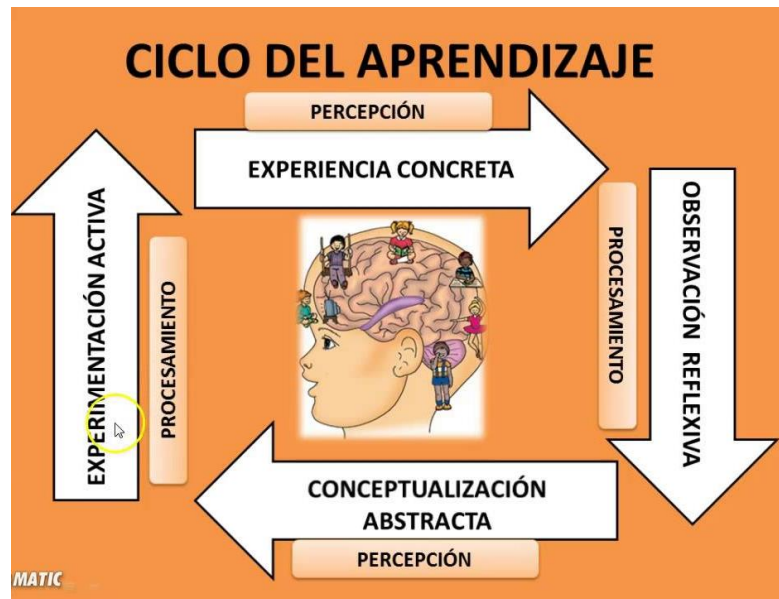 CICLO DEL APRENDIZAJE
PERCEPCIÓN
EXPERIENCIA CONCRETA
OBSERVACIÓN REFLEXIVA
PROCESAMIENTO
CONCEPTUALIZACIÓN
ABSTRACTA
PERCEPCIÓN
EXPERIMENTACIÓN ACTIVA
PROCESAMIENTO
MATIC